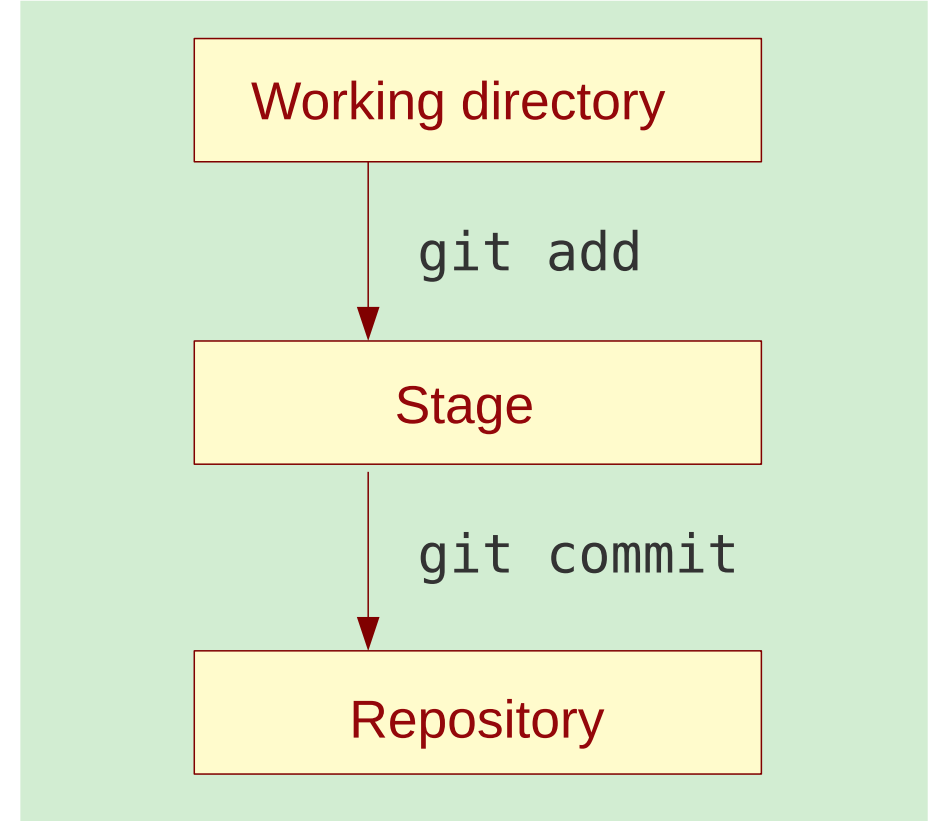 Working directory
git add
Stage
git commit
Repository